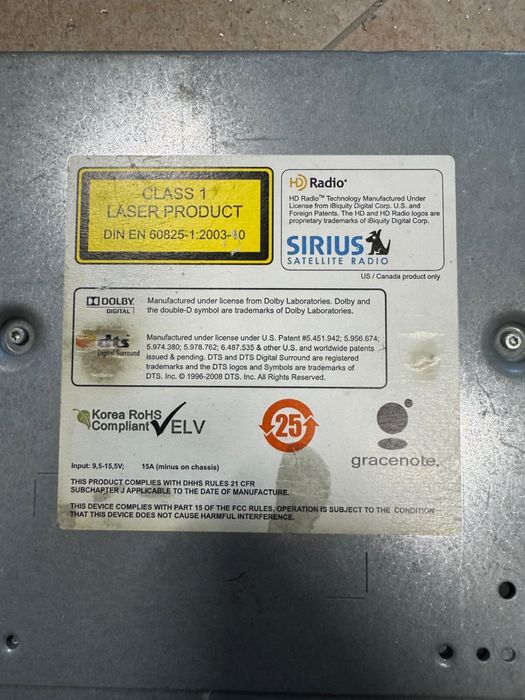 CLASS 1
LASER PRODUCT
DIN EN 60825-1:2003-10
HD Radio®
HD Radio™ Technology Manufactured Under
License from iBiquity Digital Corp. U.S. and
Foreign Patents. The HD and HD Radio logos are
proprietary trademarks of iBiquity Digital Corp.
SIRIUS
SATELLITE RADIO
US / Canada product only
DOLBY
DIGITAL
Manufactured under license from Dolby Laboratories. Dolby and
the double-D symbol are trademarks of Dolby Laboratories.
dts
Digital Surround
Manufactured under license under U.S. Patent #5.451.942; 5.956.674;
5.974.380; 5.978.762; 6.487.535 & other U.S. and worldwide patents
issued & pending. DTS and DTS Digital Surround are registered
trademarks and the DTS logos and Symbols are trademarks of
DTS. Inc. © 1996-2008 DTS. Inc. All Rights Reserved.
Korea RoHS
Compliant ELV
25
gracenote.
Input: 9,5-15,5V; 15A (minus on chassis)
THIS PRODUCT COMPLIES WITH DHHS RULES 21 CFR
SUBCHAPTER J APPLICABLE TO THE DATE OF MANUFACTURE.
THIS DEVICE COMPLIES WITH PART 15 OF THE FCC RULES, OPERATION IS SUBJECT TO THE CONDITION
THAT THIS DEVICE DOES NOT CAUSE HARMFUL INTERFERENCE.